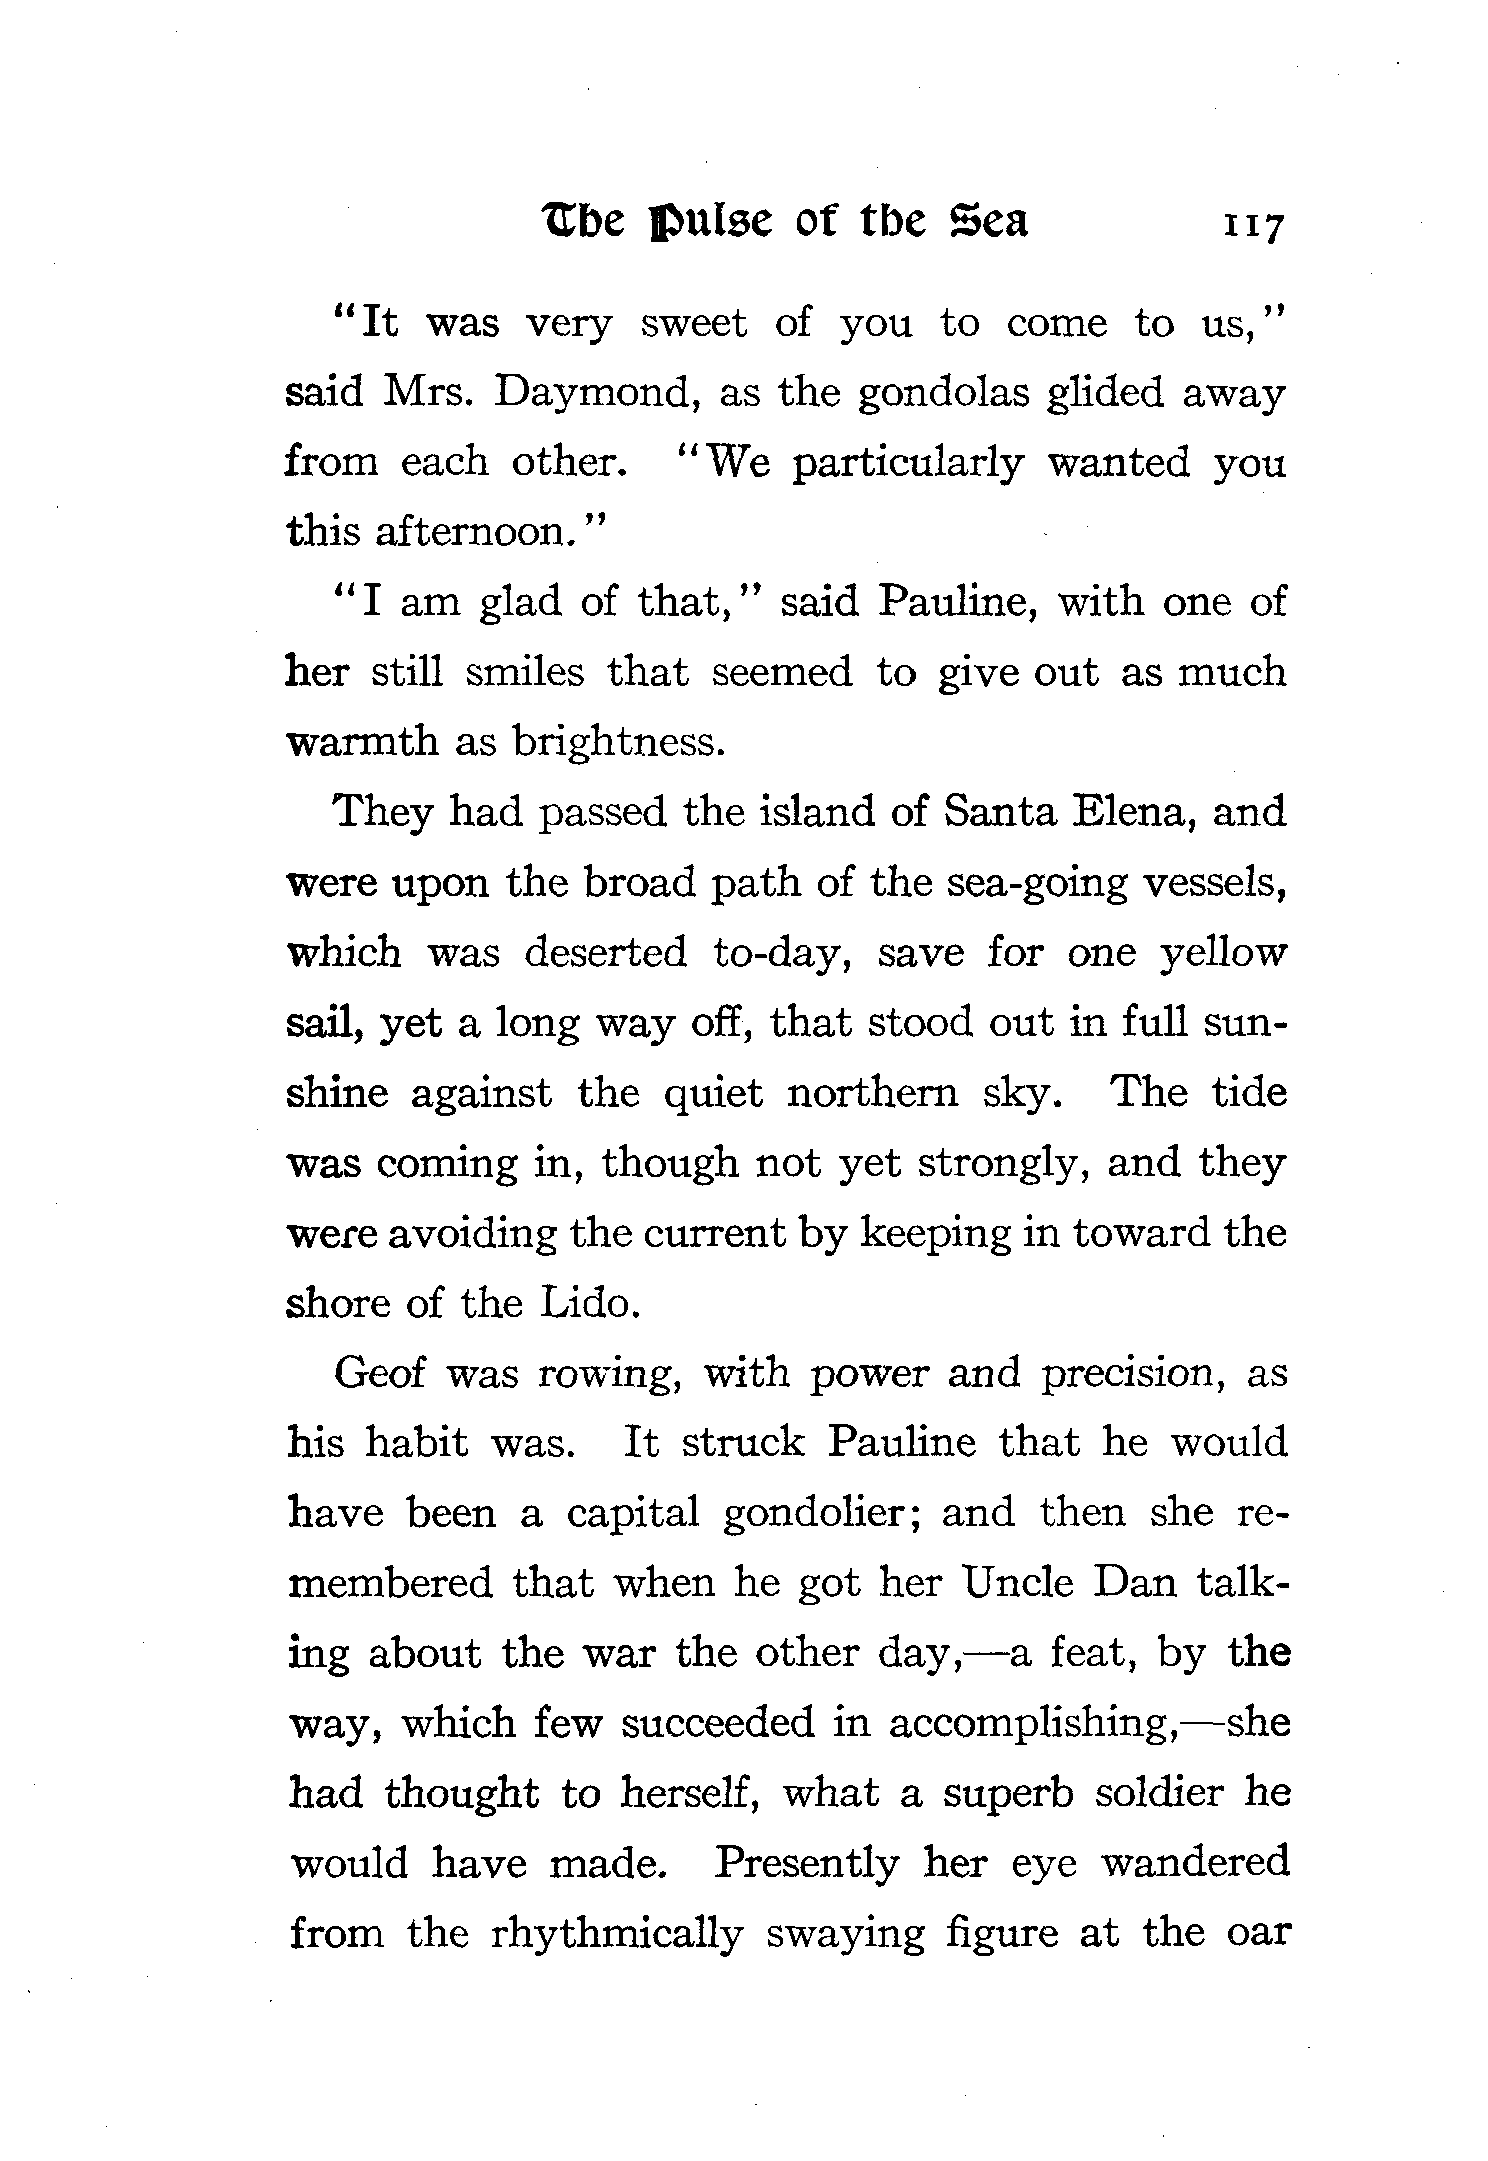 The Pulse of the Sea 117
"It was very sweet of you to come to us,"
said Mrs. Daymond, as the gondolas glided away
from each other. "We particularly wanted you
this afternoon."
"I am glad of that," said Pauline, with one of
her still smiles that seemed to give out as much
warmth as brightness.
They had passed the island of Santa Elena, and
were upon the broad path of the sea-going vessels,
which was deserted to-day, save for one yellow
sail, yet a long way off, that stood out in full sun-
shine against the quiet northern sky. The tide
was coming in, though not yet strongly, and they
were avoiding the current by keeping in toward the
shore of the Lido.
Geof was rowing, with power and precision, as
his habit was. It struck Pauline that he would
have been a capital gondolier; and then she re-
membered that when he got her Uncle Dan talk-
ing about the war the other day,—a feat, by the
way, which few succeeded in accomplishing,—she
had thought to herself, what a superb soldier he
would have made. Presently her eye wandered
from the rhythmically swaying figure at the oar